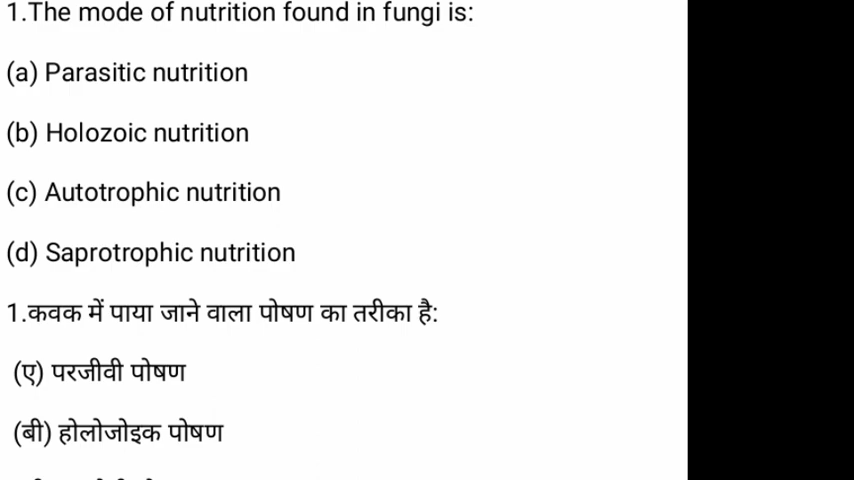 1.The mode of nutrition found in fungi is:
(a) Parasitic nutrition
(b) Holozoic nutrition
(c) Autotrophic nutrition
(d) Saprotrophic nutrition
1.कवक में पाया जाने वाला पोषण का तरीका है:
(ए) परजीवी पोषण
(बी) होलोजोइक पोषण